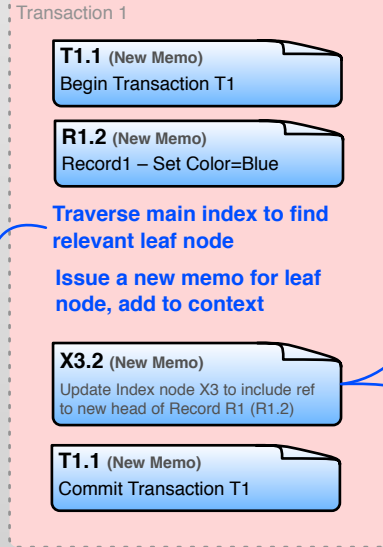 Transaction 1
T1.1 (New Memo)
Begin Transaction T1
R1.2 (New Memo)
Record1 – Set Color=Blue
Traverse main index to find
relevant leaf node
Issue a new memo for leaf
node, add to context
X3.2 (New Memo)
Update Index node X3 to include ref
to new head of Record R1 (R1.2)
T1.1 (New Memo)
Commit Transaction T1